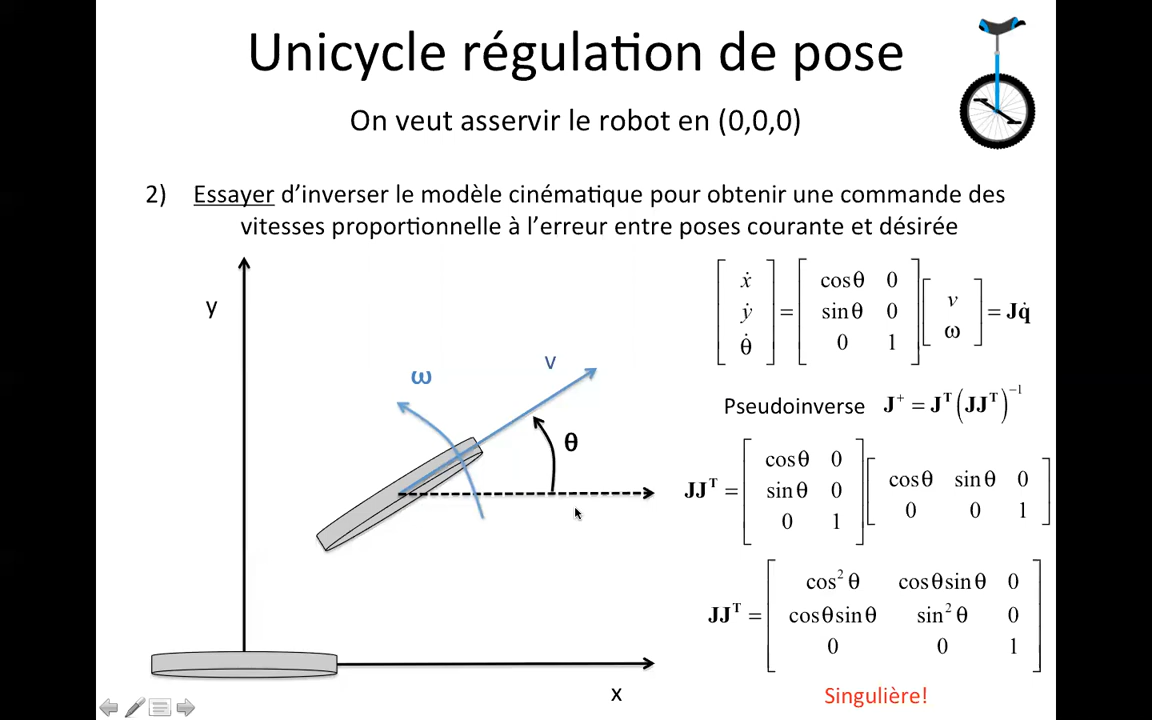 Unicycle régulation de pose
On veut asservir le robot en (0,0,0)
2) Essayer d'inverser le modèle cinématique pour obtenir une commande des
vitesses proportionnelle à l'erreur entre poses courante et désirée
y
ω
v
θ
x
[ẋ ẏ θ̇] = [cosθ 0
sinθ 0
0 1] [v ω] = Jq̇
Pseudoinverse J⁺ = Jᵀ(JJᵀ)⁻¹
JJᵀ = [cosθ 0
sinθ 0
0 1] [cosθ sinθ 0
0 0 1]
JJᵀ = [cos²θ cosθsinθ 0
cosθsinθ sin²θ 0
0 0 1]
Singulière!